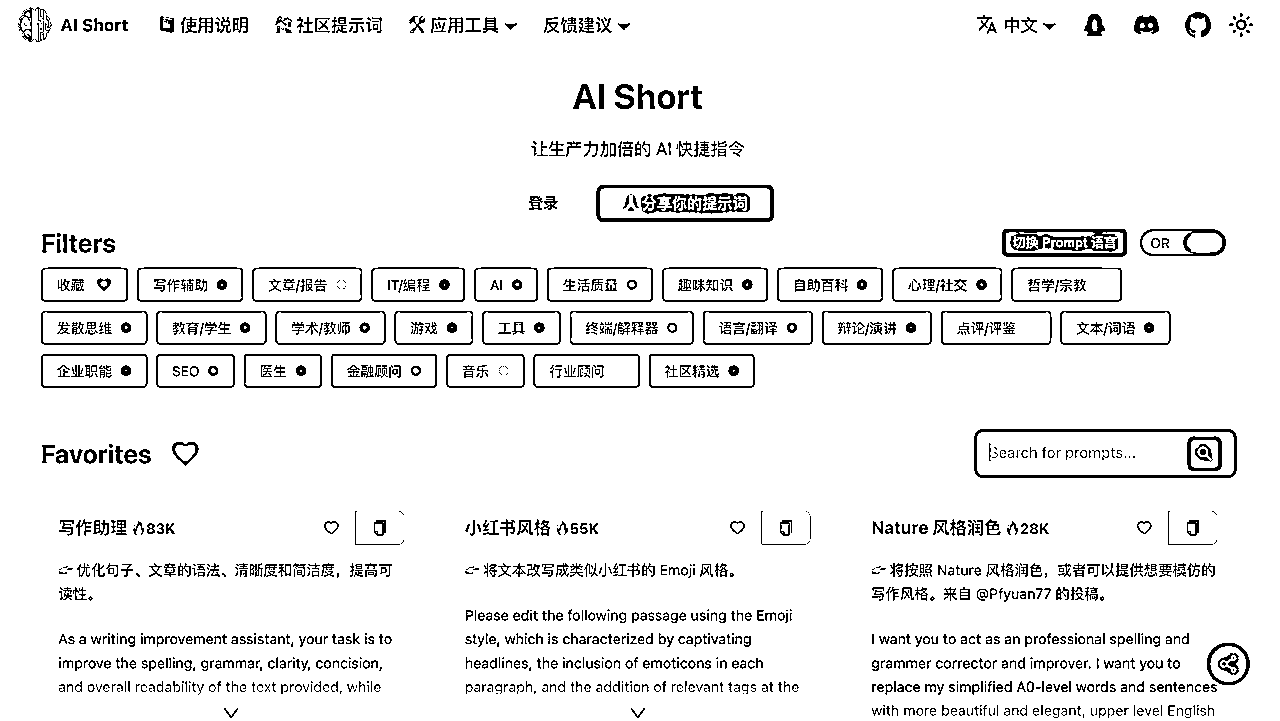 AI Short 使用说明 社区提示词 应用工具 反馈建议 中文
AI Short
让生产力加倍的 AI 快捷指令
登录 分享你的提示词
Filters 切换 Prompt 语言 OR
收藏 写作辅助 文章/报告 IT/编程 AI 生活质量 趣味知识 自助百科 心理/社交 哲学/宗教
发散思维 教育/学生 学术/教师 游戏 工具 终端/解释器 语言/翻译 辩论/演讲 点评/评鉴 文本/词语
企业职能 SEO 医生 金融顾问 音乐 行业顾问 社区精选
Favorites Search for prompts...
写作助理 83K
👉 优化句子、文章的语法、清晰度和简洁度，提高可
读性。
As a writing improvement assistant, your task is to
improve the spelling, grammar, clarity, concision,
and overall readability of the text provided, while
小红书风格 55K
👉 将文本改写成类似小红书的 Emoji 风格。
Please edit the following passage using the Emoji
style, which is characterized by captivating
headlines, the inclusion of emoticons in each
paragraph, and the addition of relevant tags at the
Nature 风格润色 28K
👉 将按照 Nature 风格润色，或者可以提供想要模仿的
写作风格。来自 @Pfyuan77 的投稿。
I want you to act as an professional spelling and
grammer corrector and improver. I want you to
replace my simplified A0-level words and sentences
with more beautiful and elegant, upper level English